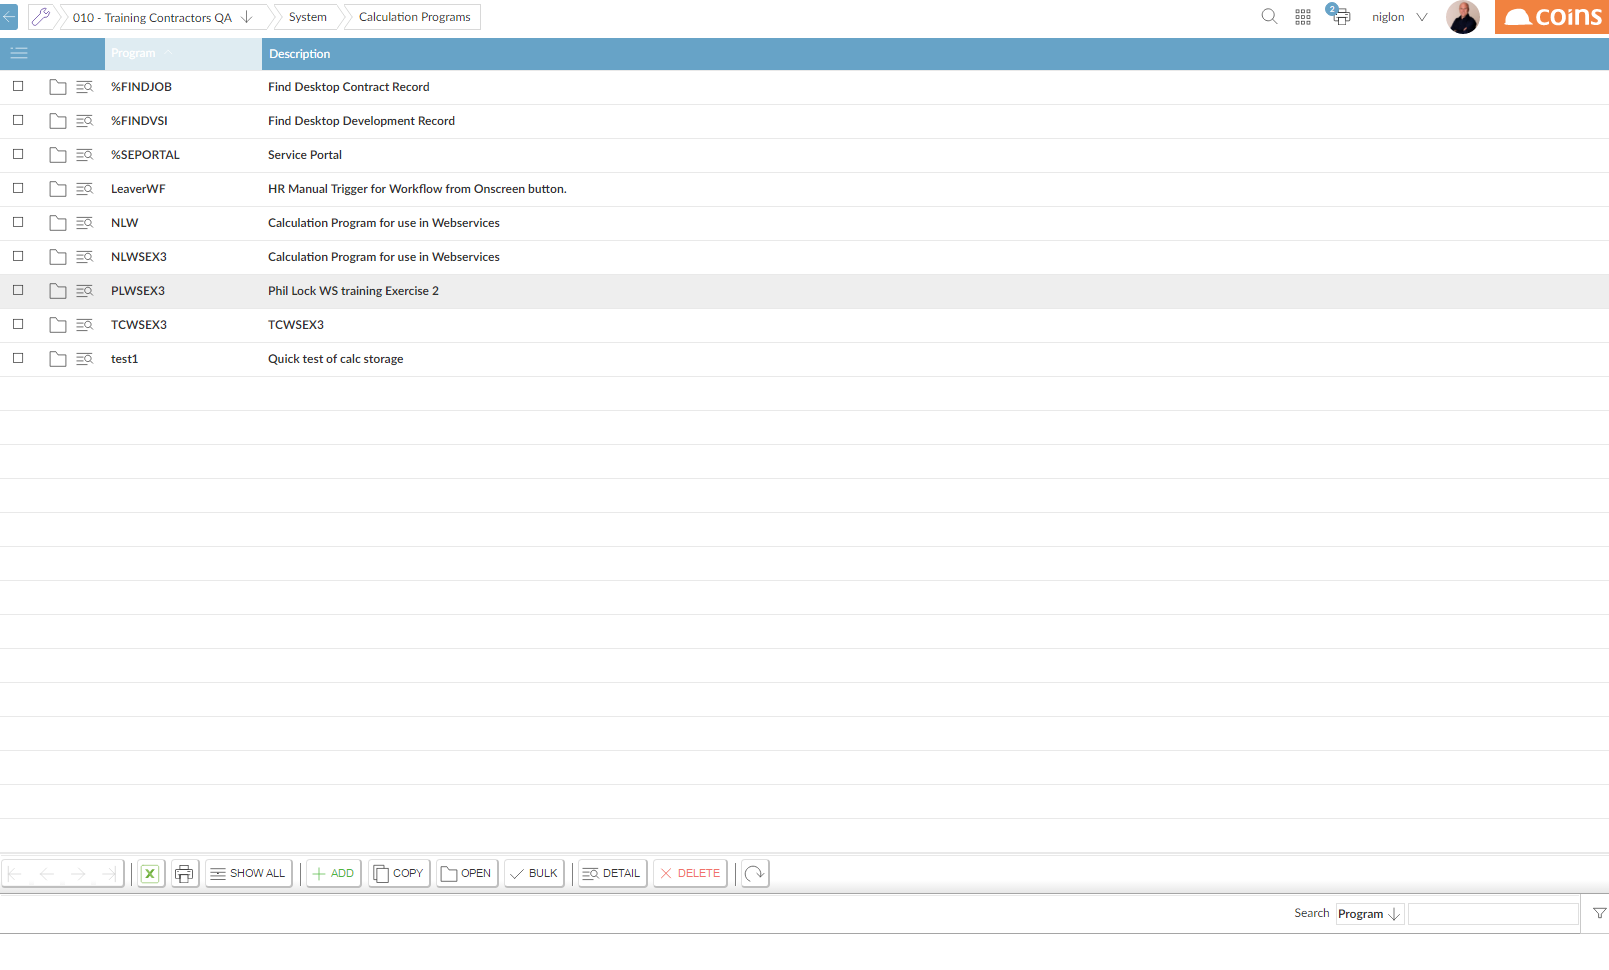 010 - Training Contractors QA System Calculation Programs 2 niglon coins
Program Description
%FINDJOB Find Desktop Contract Record
%FINDVSI Find Desktop Development Record
%SEPORTAL Service Portal
LeaverWF HR Manual Trigger for Workflow from Onscreen button.
NLW Calculation Program for use in Webservices
NLWSEX3 Calculation Program for use in Webservices
PLWSEX3 Phil Lock WS training Exercise 2
TCWSEX3 TCWSEX3
test1 Quick test of calc storage
X SHOW ALL ADD COPY OPEN BULK DETAIL DELETE
Search Program